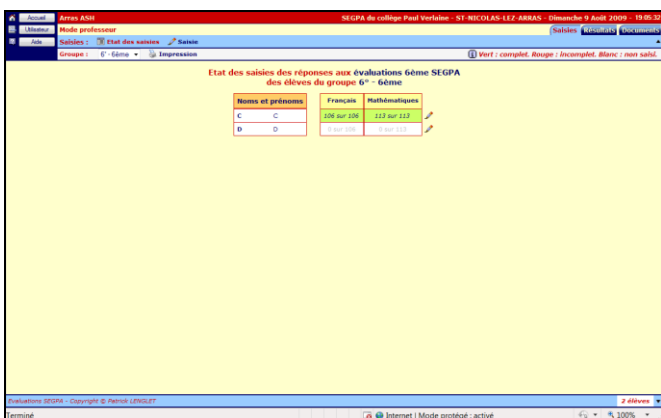 Accueil Arras ASH SEGPA du collège Paul Verlaine - ST-NICOLAS-LEZ-ARRAS - Dimanche 9 Août 2009 - 19:05:32
Utilisateur Mode professeur Saisies Résultats Documents
Aide Saisies : Etat des saisies Saisie
Groupe : 6° - 6ème Impression Vert : complet. Rouge : incomplet. Blanc : non saisi.
Etat des saisies des réponses aux évaluations 6ème SEGPA
des élèves du groupe 6° - 6ème
Noms et prénoms Français Mathématiques
C C 106 sur 106 113 sur 113
D D 0 sur 106 0 sur 113
Evaluations SEGPA - Copyright © Patrick LENGLET 2 élèves
Terminé Internet | Mode protégé : activé 100%